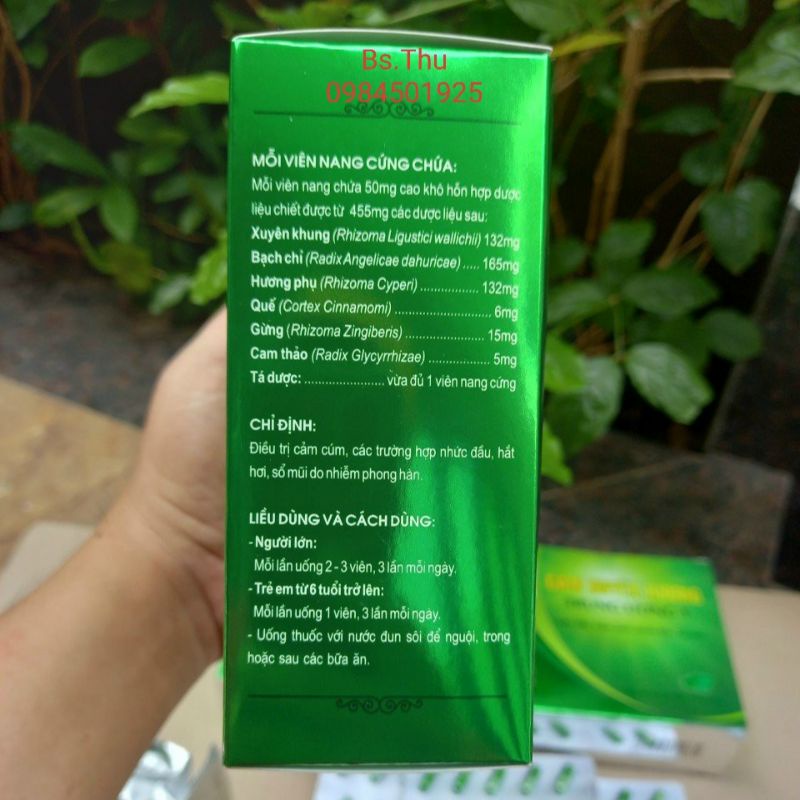 Bs.Thu
0984501925
MỖI VIÊN NANG CỨNG CHỨA:
Mỗi viên nang chứa 50mg cao khô hỗn hợp dược
liệu chiết được từ 455mg các dược liệu sau:
Xuyên khung (Rhizoma Ligustici wallichii) 132mg
Bạch chỉ (Radix Angelicae dahuricae) ..... 165mg
Hương phụ (Rhizoma Cyperi) .................. 132mg
Quế (Cortex Cinnamomi) ........................ 6mg
Gừng (Rhizoma Zingiberis) ..................... 15mg
Cam thảo (Radix Glycyrrhizae) ................. 5mg
Tá dược: ........................ vừa đủ 1 viên nang cứng
CHỈ ĐỊNH:
Điều trị cảm cúm, các trường hợp nhức đầu, hắt
hơi, sổ mũi do nhiễm phong hàn.
LIỀU DÙNG VÀ CÁCH DÙNG:
- Người lớn:
Mỗi lần uống 2 - 3 viên, 3 lần mỗi ngày.
- Trẻ em từ 6 tuổi trở lên:
Mỗi lần uống 1 viên, 3 lần mỗi ngày.
- Uống thuốc với nước đun sôi để nguội, trong
hoặc sau các bữa ăn.